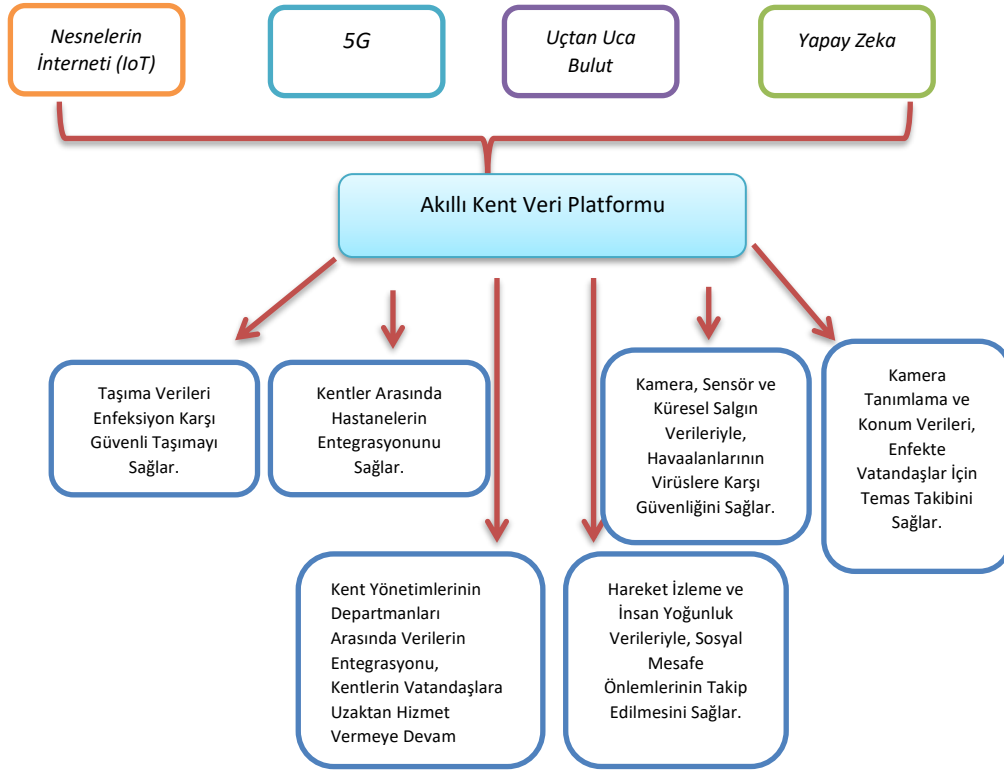 Nesnelerin
İnterneti (IoT)
5G
Uçtan Uca
Bulut
Yapay Zeka
Akıllı Kent Veri Platformu
Taşıma Verileri
Enfeksiyon Karşı
Güvenli Taşımayı
Sağlar.
Kentler Arasında
Hastanelerin
Entegrasyonunu
Sağlar.
Kamera, Sensör ve
Küresel Salgın
Verileriyle,
Havaalanlarının
Virüslere Karşı
Güvenliğini Sağlar.
Kamera
Tanımlama ve
Konum Verileri,
Enfekte
Vatandaşlar İçin
Temas Takibini
Sağlar.
Kent Yönetimlerinin
Departmanları
Arasında Verilerin
Entegrasyonu,
Kentlerin Vatandaşlara
Uzaktan Hizmet
Vermeye Devam
Hareket İzleme ve
İnsan Yoğunluk
Verileriyle, Sosyal
Mesafe
Önlemlerinin Takip
Edilmesini Sağlar.